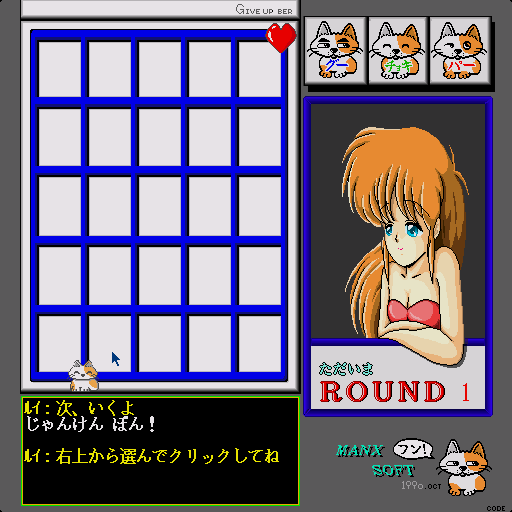 GIVE UP BER
グー
チョキ
パー
ただいま
ROUND 1
ルイ：次、いくよ
じゃんけん ぽん！
ルイ：右上から選んでクリックしてね
MANX
SOFT
フン!
1990.OCT
CODE